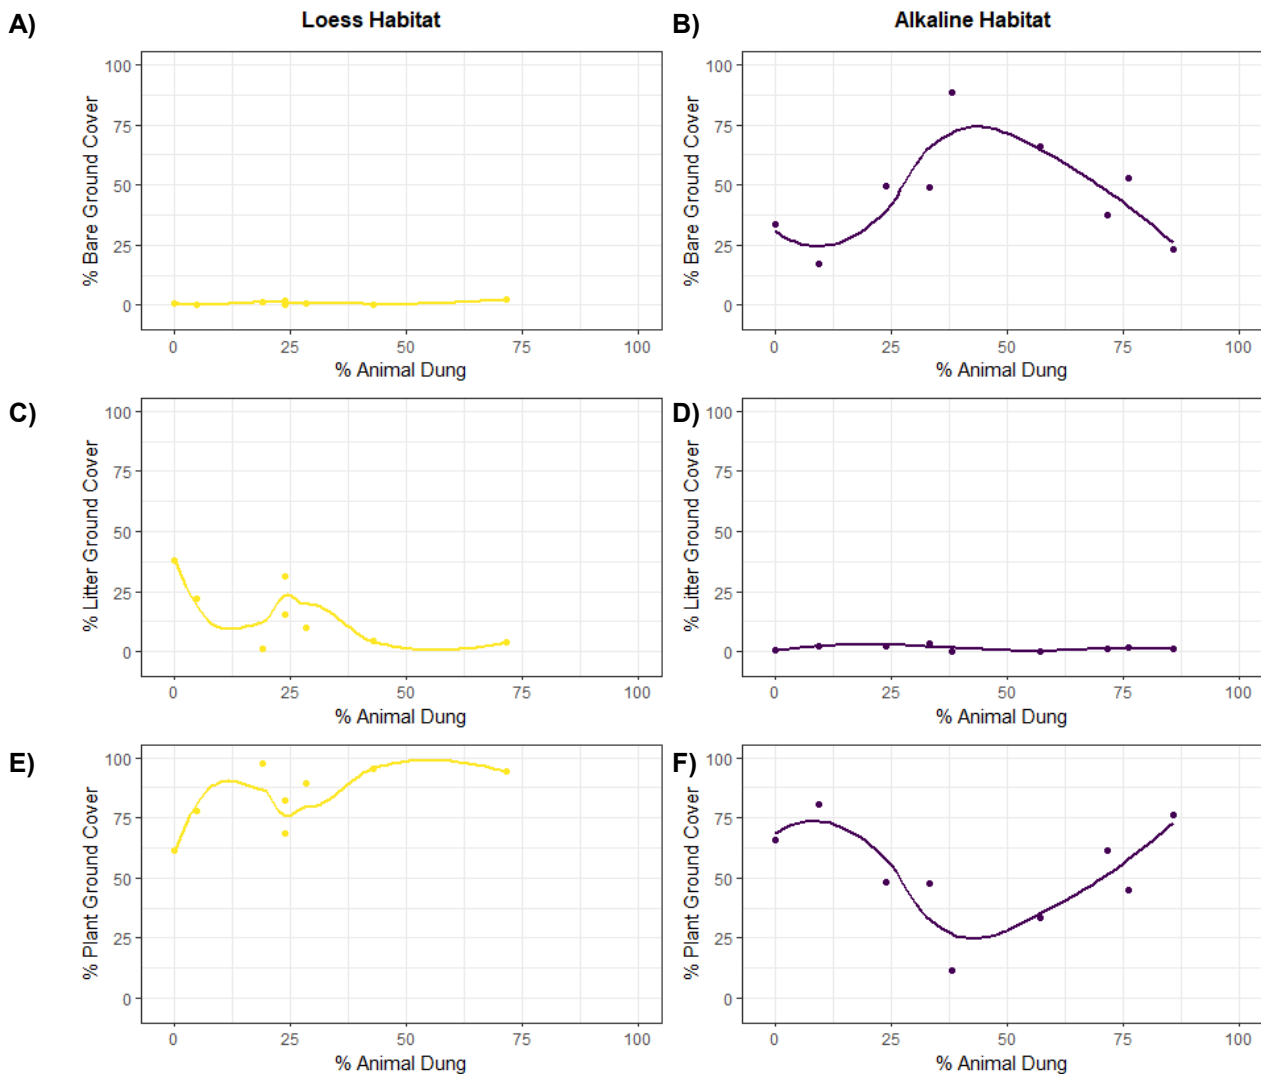 A) Loess Habitat B) Alkaline Habitat
% Bare Ground Cover
100
75
50
25
0
0 25 50 75 100
% Animal Dung
% Bare Ground Cover
100
75
50
25
0
0 25 50 75 100
% Animal Dung
C)
% Litter Ground Cover
100
75
50
25
0
0 25 50 75 100
% Animal Dung
D)
% Litter Ground Cover
100
75
50
25
0
0 25 50 75 100
% Animal Dung
E)
% Plant Ground Cover
100
75
50
25
0
0 25 50 75 100
% Animal Dung
F)
% Plant Ground Cover
100
75
50
25
0
0 25 50 75 100
% Animal Dung